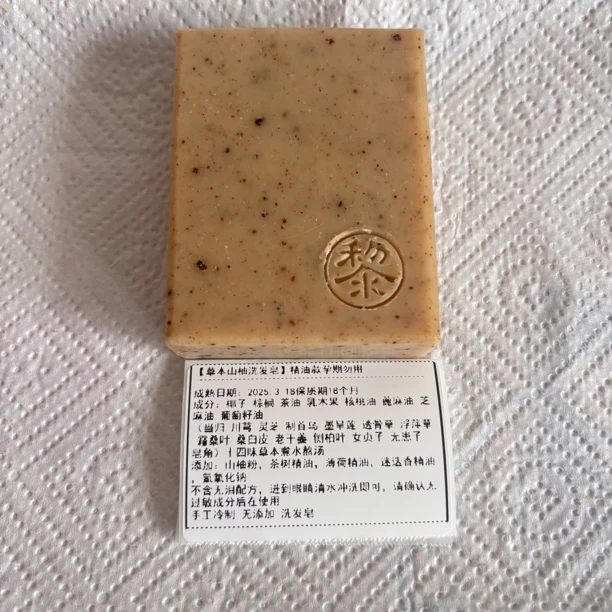 黎
【草本山柚洗发皂】精油款孕期勿用
成熟日期：2025.3.18保质期18个月
成分：椰子 棕榈 茶油 乳木果 核桃油 蓖麻油 芝
麻油 葡萄籽油
（当归 川芎 灵芝 制首乌 墨旱莲 透骨草 浮萍草
霜桑叶 桑白皮 老干姜 侧柏叶 女贞子 无患子
皂角）十四味草本煮水熬汤
添加：山柚粉，茶树精油，薄荷精油，迷迭香精油
，氢氧化钠
不含无泪配方，进到眼睛清水冲洗即可，请确认无
过敏成分后在使用
手工冷制 无添加 洗发皂